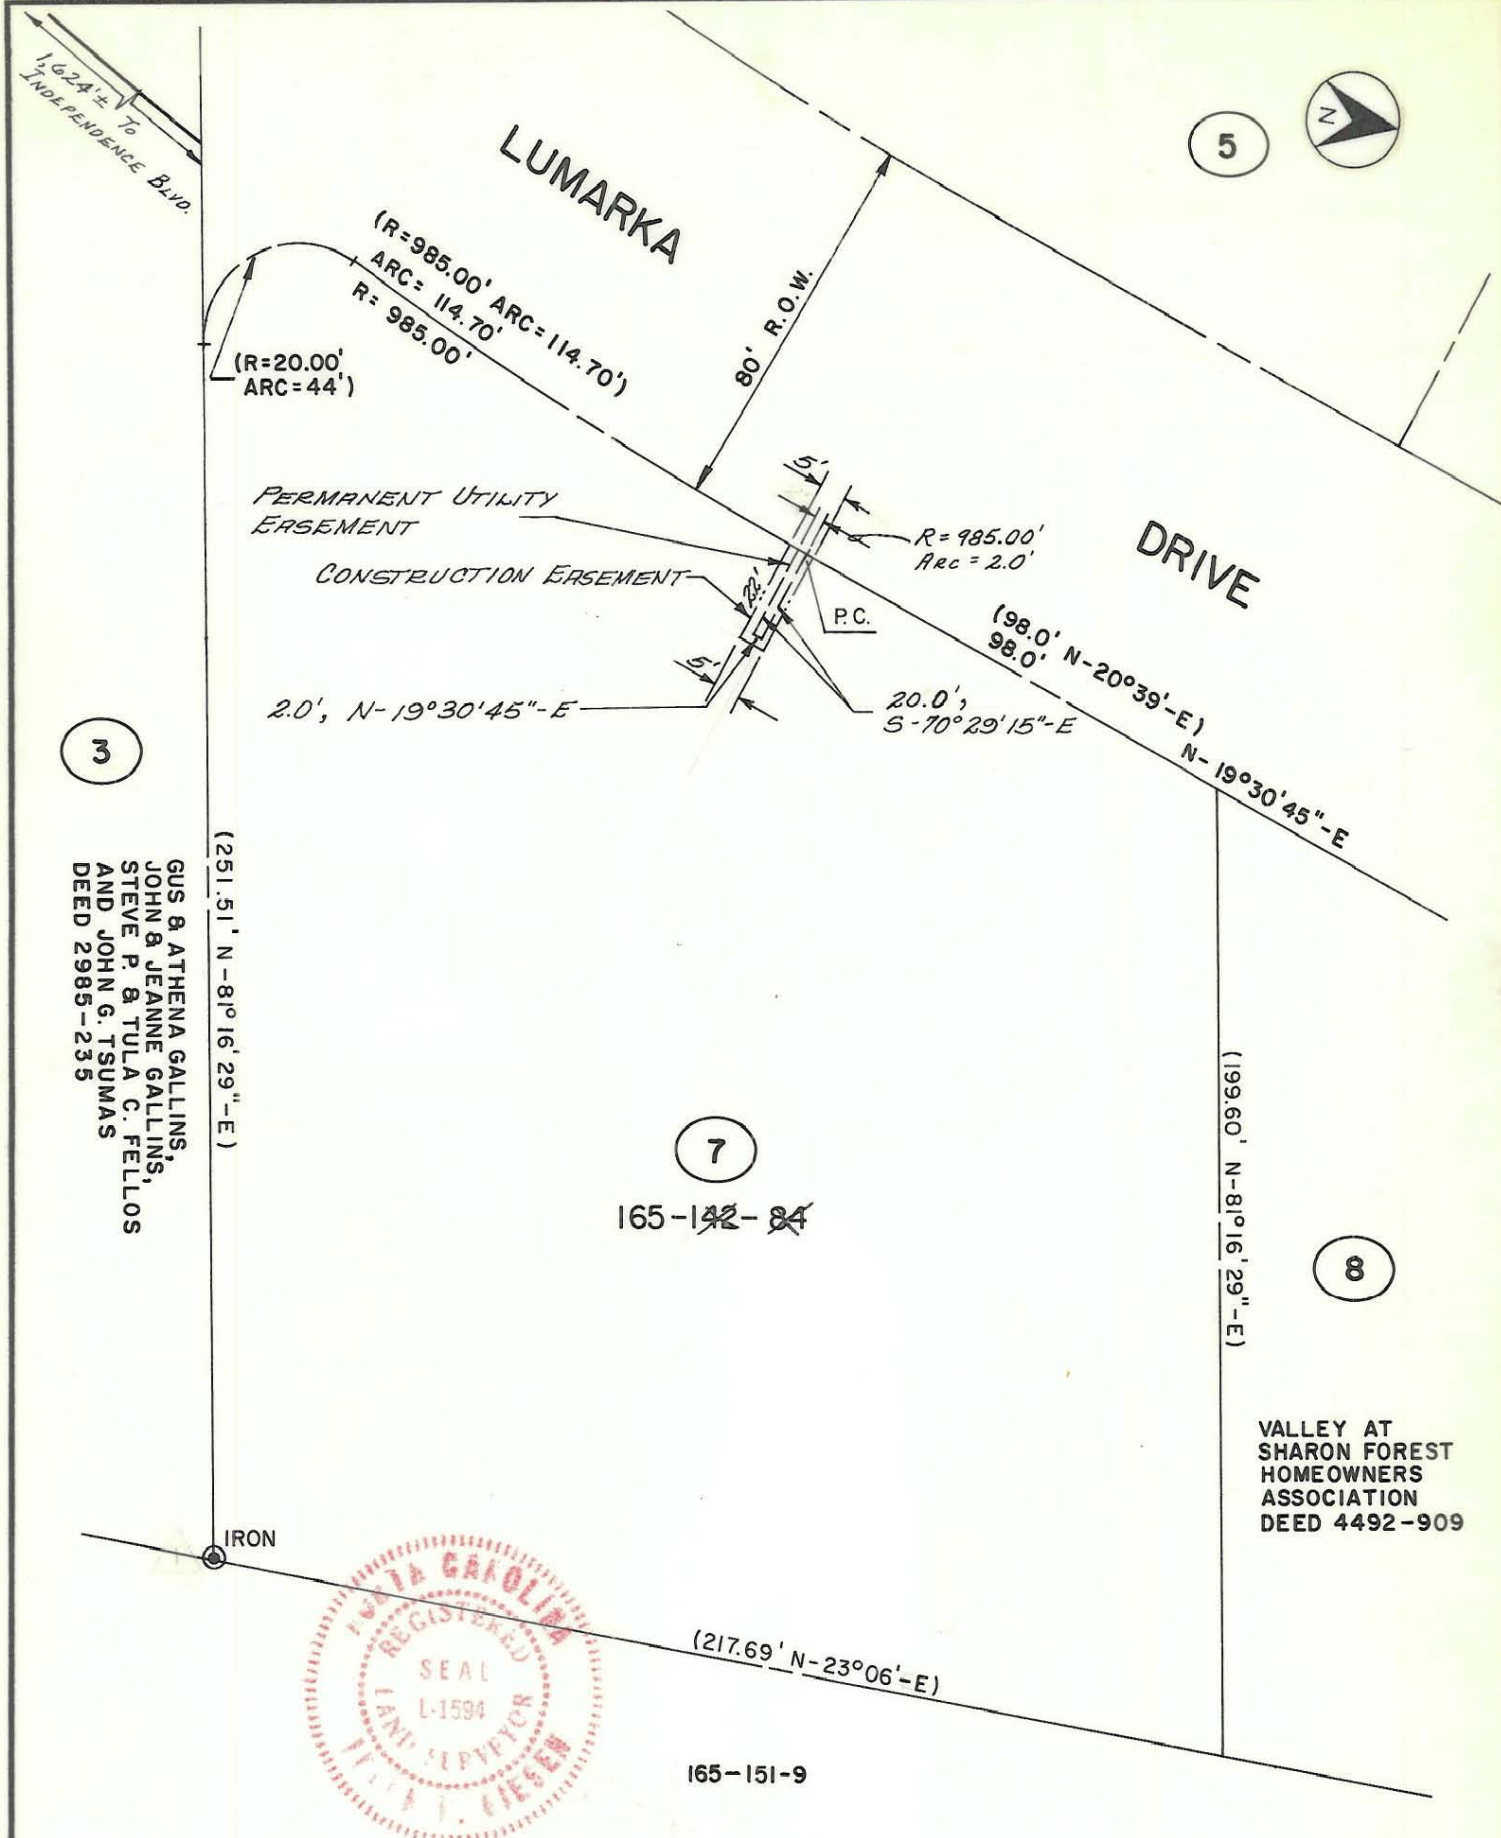 1,624'± To
INDEPENDENCE BLVD.
5
N
LUMARKA
(R=985.00' ARC=114.70')
ARC= 114.70'
R= 985.00'
80' R.O.W.
(R=20.00'
ARC=44')
PERMANENT UTILITY
EASEMENT
CONSTRUCTION EASEMENT
5'
R= 985.00'
Arc = 2.0'
22'
P.C.
5'
2.0', N-19°30'45"-E
20.0',
S-70°29'15"-E
DRIVE
(98.0' N-20°39'-E)
98.0'
N-19°30'45"-E
3
GUS & ATHENA GALLINS,
JOHN & JEANNE GALLINS,
STEVE P. & TULA C. FELLOS
AND JOHN G. TSUMAS
DEED 2985-235
(251.51' N-81°16'29"-E)
7
165-142-84
(199.60' N-81°16'29"-E)
8
VALLEY AT
SHARON FOREST
HOMEOWNERS
ASSOCIATION
DEED 4492-909
IRON
(217.69' N-23°06'-E)
165-151-9
CAROLINA
REGISTERED
SEAL
L-1594
LAND SURVEYOR